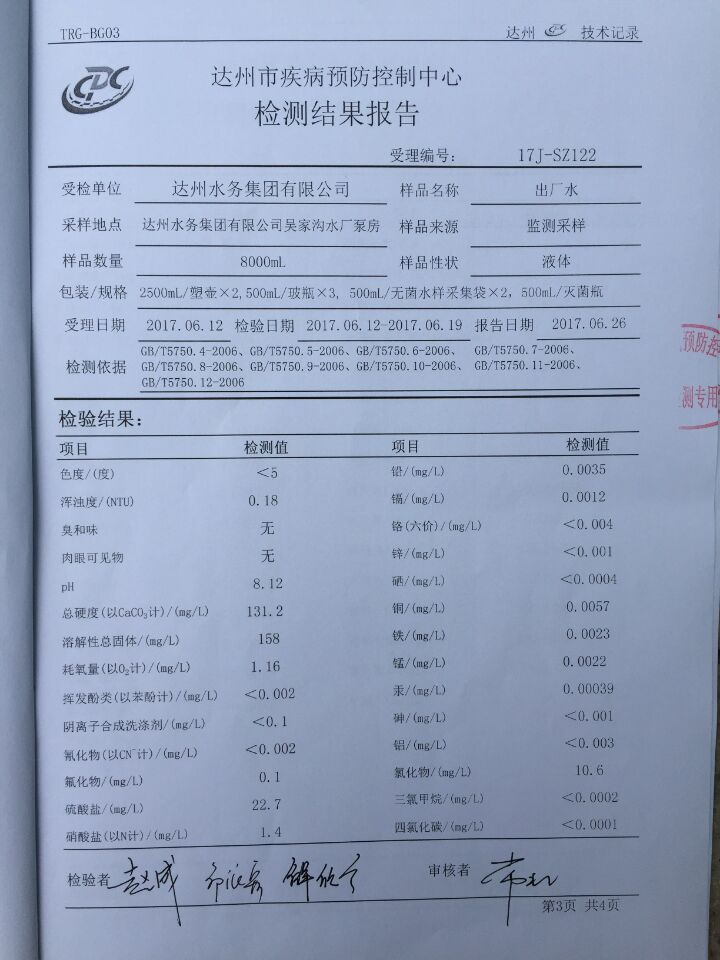 TRG-BG03 达州 CDC 技术记录
CDC
达州市疾病预防控制中心
检测结果报告
受理编号: 17J-SZ122
受检单位 达州水务集团有限公司 样品名称 出厂水
采样地点 达州水务集团有限公司吴家沟水厂泵房 样品来源 监测采样
样品数量 8000mL 样品性状 液体
包装/规格 2500mL/塑壶×2,500mL/玻瓶×3, 500mL/无菌水样采集袋×2, 500mL/灭菌瓶
受理日期 2017.06.12 检验日期 2017.06.12-2017.06.19 报告日期 2017.06.26
检测依据 GB/T5750.4-2006、GB/T5750.5-2006、GB/T5750.6-2006、 GB/T5750.7-2006、
GB/T5750.8-2006、GB/T5750.9-2006、GB/T5750.10-2006、 GB/T5750.11-2006、
GB/T5750.12-2006
预防控
测专用
检验结果:
项目 检测值 项目 检测值
色度/(度) <5 铅/(mg/L) 0.0035
浑浊度/(NTU) 0.18 镉/(mg/L) 0.0012
臭和味 无 铬(六价)/(mg/L) <0.004
肉眼可见物 无 锌/(mg/L) <0.001
pH 8.12 硒/(mg/L) <0.0004
总硬度(以CaCO₃计)/(mg/L) 131.2 铜/(mg/L) 0.0057
溶解性总固体/(mg/L) 158 铁/(mg/L) 0.0023
耗氧量(以O₂计)/(mg/L) 1.16 锰/(mg/L) 0.0022
挥发酚类(以苯酚计)/(mg/L) <0.002 汞/(mg/L) 0.00039
阴离子合成洗涤剂/(mg/L) <0.1 砷/(mg/L) <0.001
氰化物(以CN⁻计)/(mg/L) <0.002 铝/(mg/L) <0.003
氟化物/(mg/L) 0.1 氯化物/(mg/L) 10.6
硫酸盐/(mg/L) 22.7 三氯甲烷/(mg/L) <0.0002
硝酸盐(以N计)/(mg/L) 1.4 四氯化碳/(mg/L) <0.0001
检验者 审核者
第3页 共4页